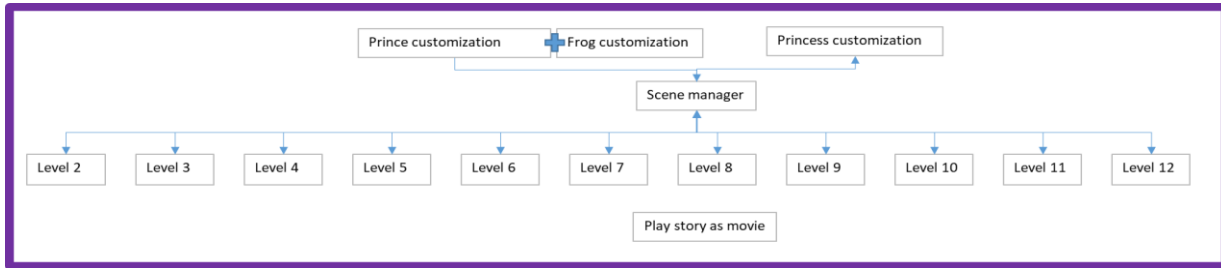 Prince customization
Frog customization
Princess customization
Scene manager
Level 2
Level 3
Level 4
Level 5
Level 6
Level 7
Level 8
Level 9
Level 10
Level 11
Level 12
Play story as movie